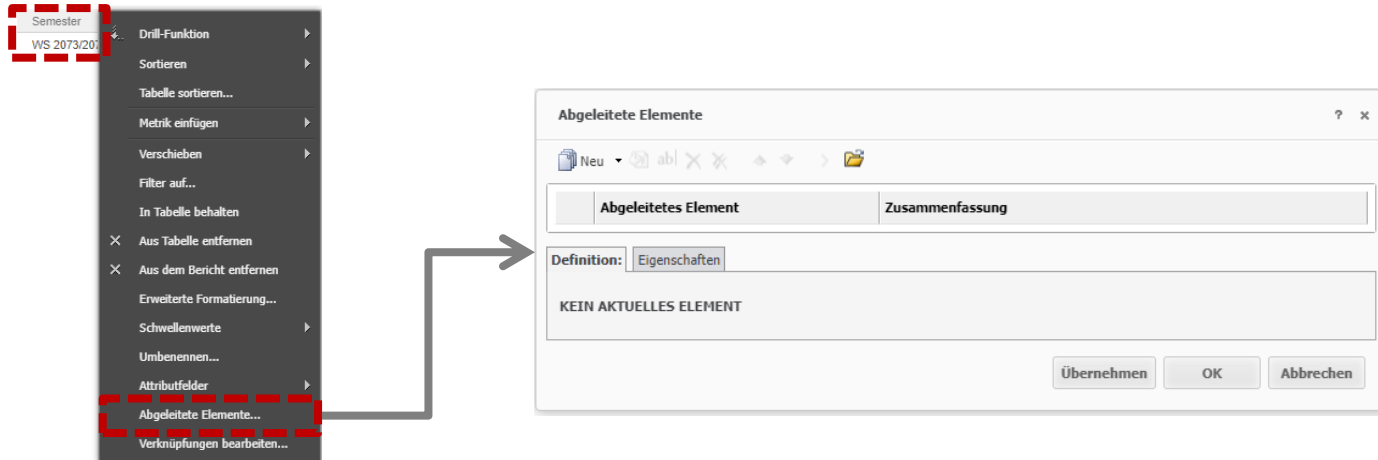 Semester
WS 2073/207
Drill-Funktion
Sortieren
Tabelle sortieren...
Metrik einfügen
Verschieben
Filter auf...
In Tabelle behalten
Aus Tabelle entfernen
Aus dem Bericht entfernen
Erweiterte Formatierung...
Schwellenwerte
Umbenennen...
Attributfelder
Abgeleitete Elemente...
Verknüpfungen bearbeiten...
Abgeleitete Elemente ? x
Neu abl
Abgeleitetes Element Zusammenfassung
Definition: Eigenschaften
KEIN AKTUELLES ELEMENT
Übernehmen OK Abbrechen